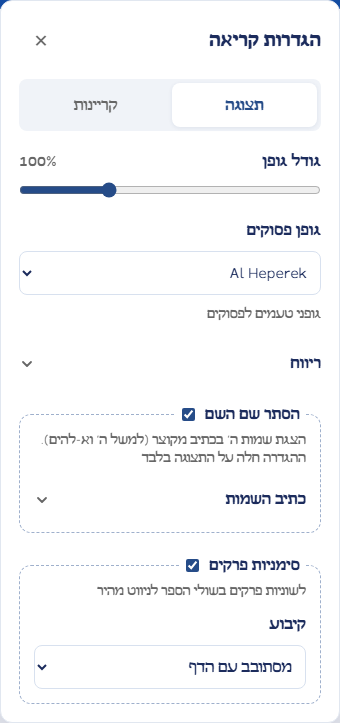 הגדרות קריאה
תצוגה
קריינות
גודל גופן
100%
גופן פסוקים
Al Heperek
גופני טעמים לפסוקים
ריווח
הסתר שם השם
הצגת שמות ה' בכתיב מקוצר (למשל ה' וא-להים).
ההגדרה חלה על התצוגה בלבד
כתיב השמות
סימניות פרקים
לשוניות פרקים בשולי הספר לניווט מהיר
קיבוע
מסתובב עם הדף